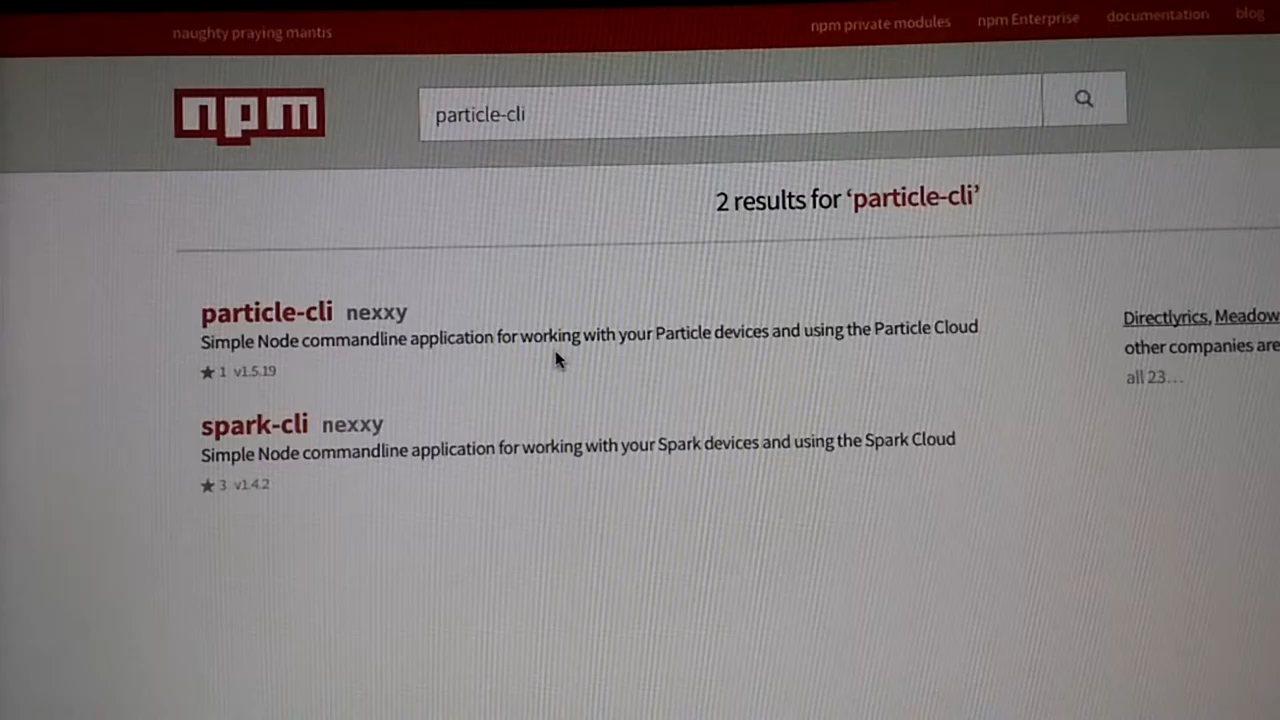 naughty praying mantis
npm private modules npm Enterprise documentation blog
npm
particle-cli
2 results for ‘particle-cli’
particle-cli nexxy
Simple Node commandline application for working with your Particle devices and using the Particle Cloud
★ 1 v1.5.19
spark-cli nexxy
Simple Node commandline application for working with your Spark devices and using the Spark Cloud
★ 3 v1.4.2
Directlyrics, Meadow
other companies are
all 23...